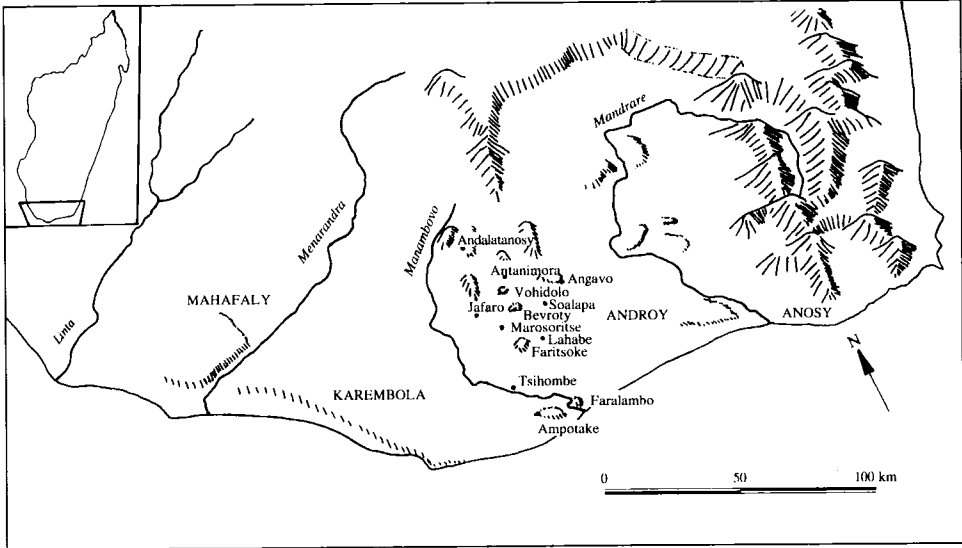 Mandrare
Manambovo
Menarandra
Linta
Andalatanosy
Antanimora
Angavo
Vohidolo
MAHAFALY
Jafaro
Soalapa
Bevroty
ANDROY
ANOSY
Marosoritse
Lahabe
Faritsoke
N
Tsihombe
KAREMBOLA
Faralambo
Ampotake
0 50 100 km